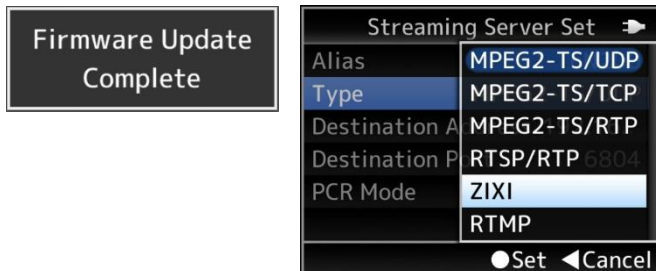 Firmware Update
Complete
Streaming Server Set
Alias
MPEG2-TS/UDP
Type
MPEG2-TS/TCP
Destination A
MPEG2-TS/RTP
Destination P
RTSP/RTP
6804
PCR Mode
ZIXI
RTMP
●Set ◀Cancel